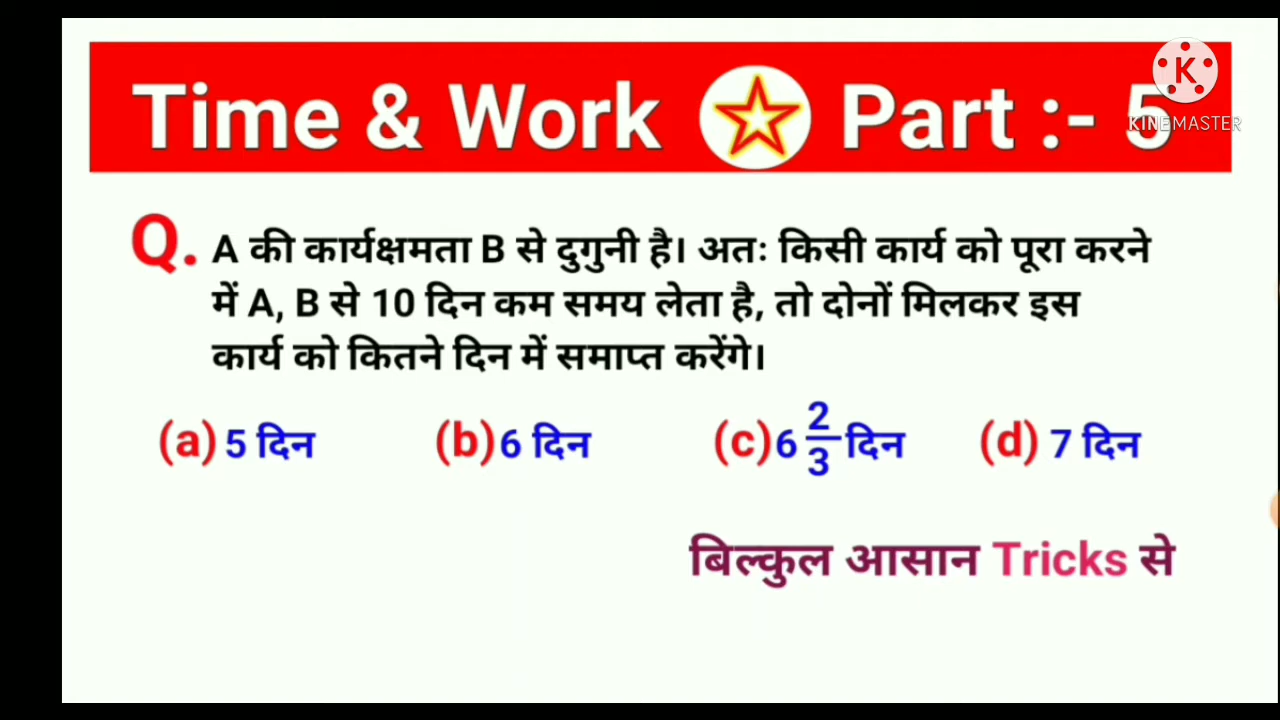 Time & Work Part :- 5
K
KINEMASTER
Q. A की कार्यक्षमता B से दुगुनी है। अतः किसी कार्य को पूरा करने
में A, B से 10 दिन कम समय लेता है, तो दोनों मिलकर इस
कार्य को कितने दिन में समाप्त करेंगे।
(a) 5 दिन (b) 6 दिन (c) 6 2/3 दिन (d) 7 दिन
बिल्कुल आसान Tricks से